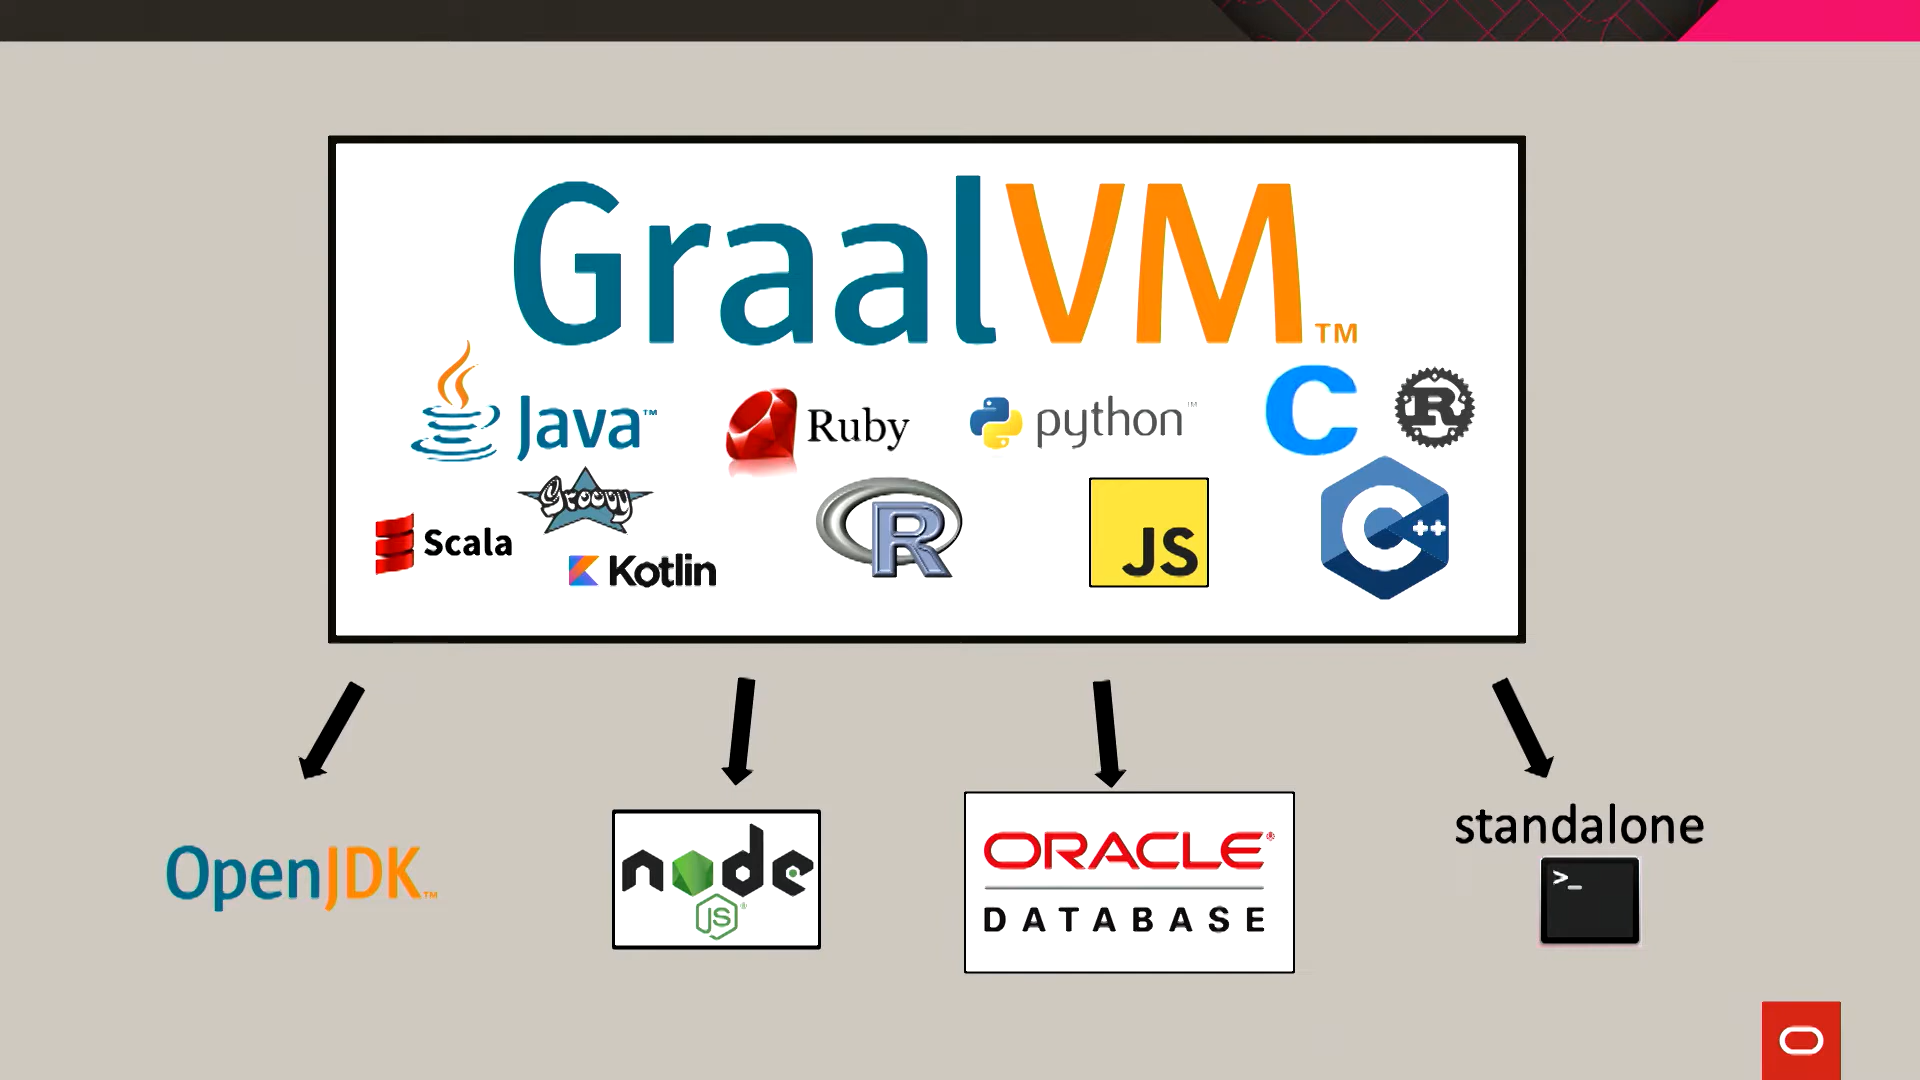 GraalVM™
Java™
Ruby
python™
C
R
Groovy
Scala
Kotlin
R
JS
C++
OpenJDK™
node
JS®
ORACLE®
DATABASE
standalone
>_